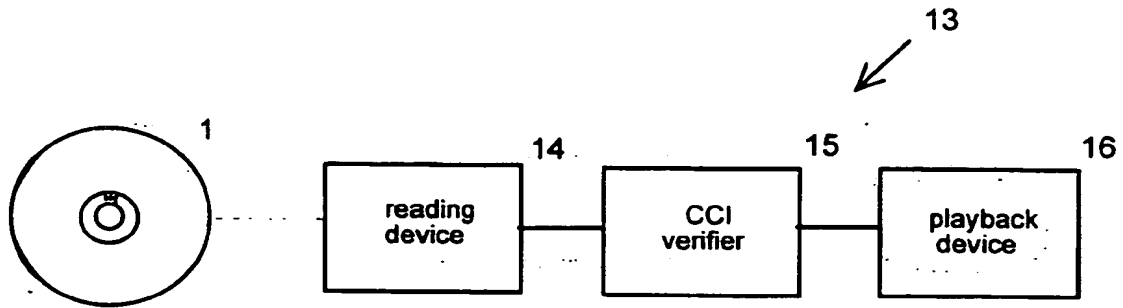 13
1
14
15
16
reading
device
CCI
verifier
playback
device